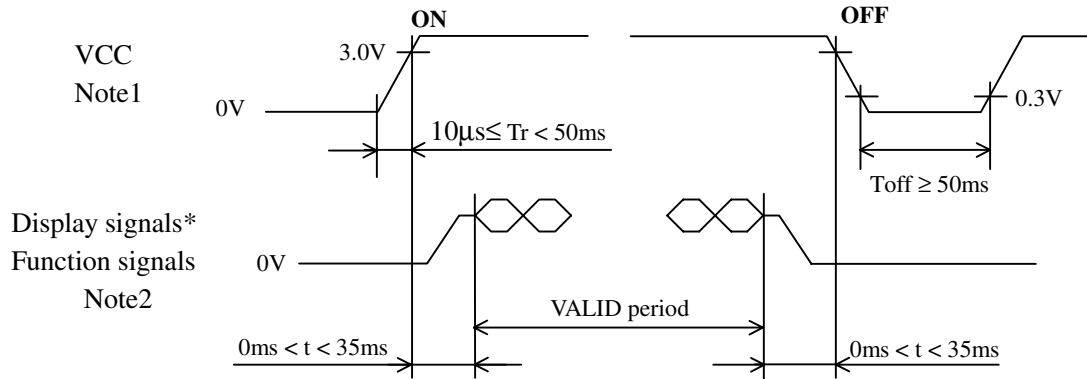 ON
OFF
VCC
Note1
3.0V
0V
0.3V
10μs≤ Tr < 50ms
Toff ≥ 50ms
Display signals*
Function signals
Note2
0V
VALID period
0ms < t < 35ms
0ms < t < 35ms